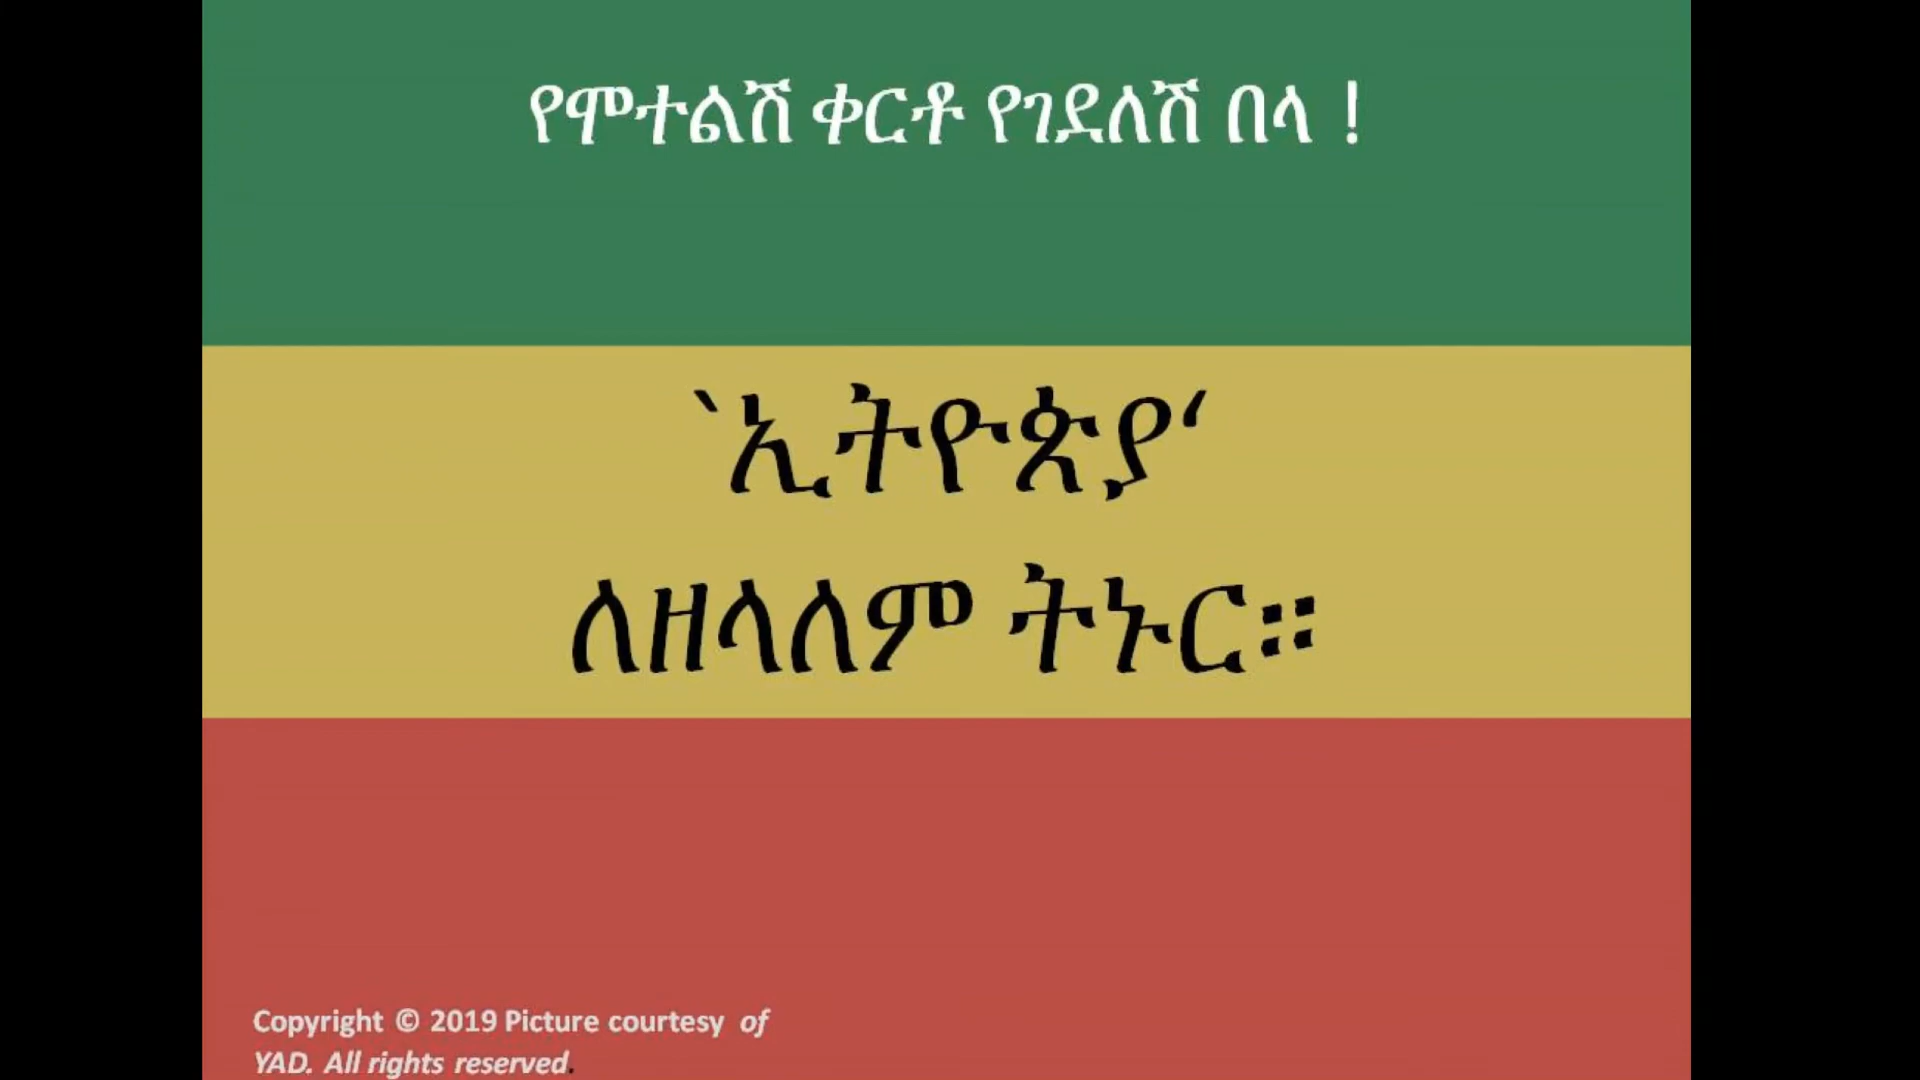 የሞተልሽ ቀርቶ የገደለሽ በላ !
`ኢትዮጵያ‘
ለዘላለም ትኑር።
Copyright © 2019 Picture courtesy of
YAD. All rights reserved.